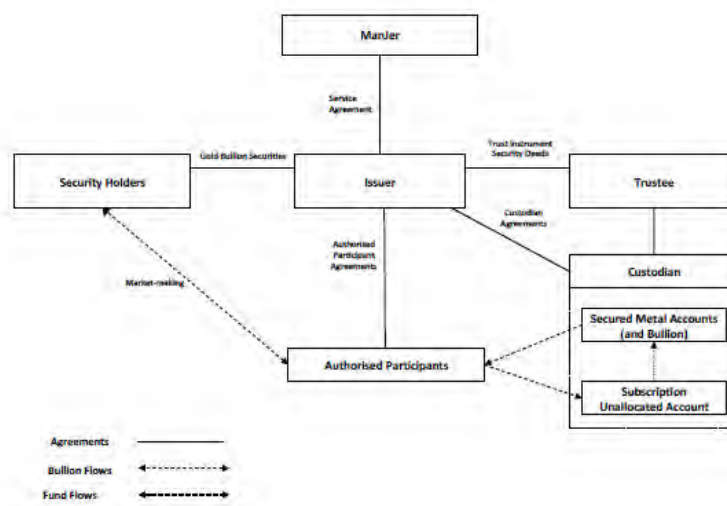 ManJer
Service
Agreement
Gold Bullion Securities
Trust Instrument
Security Deeds
Security Holders
Issuer
Trustee
Custodian
Agreements
Authorised
Participant
Agreements
Custodian
Market-making
Secured Metal Accounts
(and Bullion)
Authorised Participants
Subscription
Unallocated Account
Agreements
Bullion Flows
Fund Flows